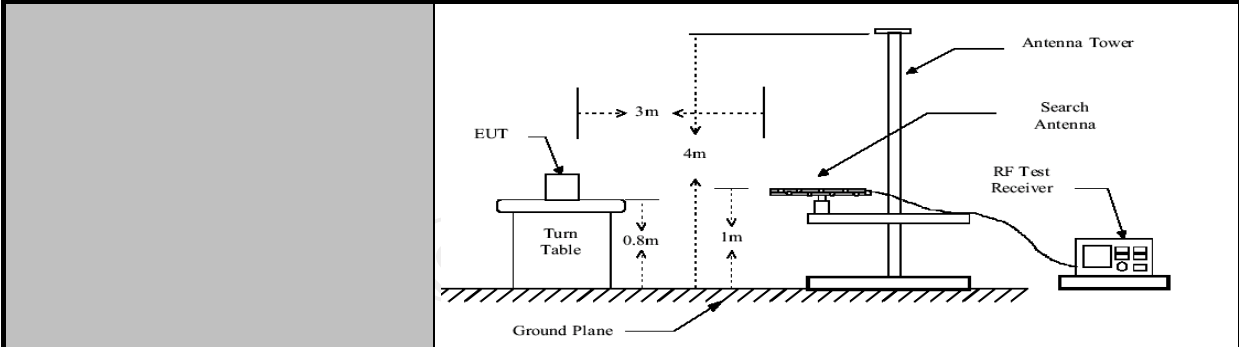 Antenna Tower
3m
Search
Antenna
EUT
4m
RF Test
Receiver
Turn
Table
0.8m
1m
Ground Plane